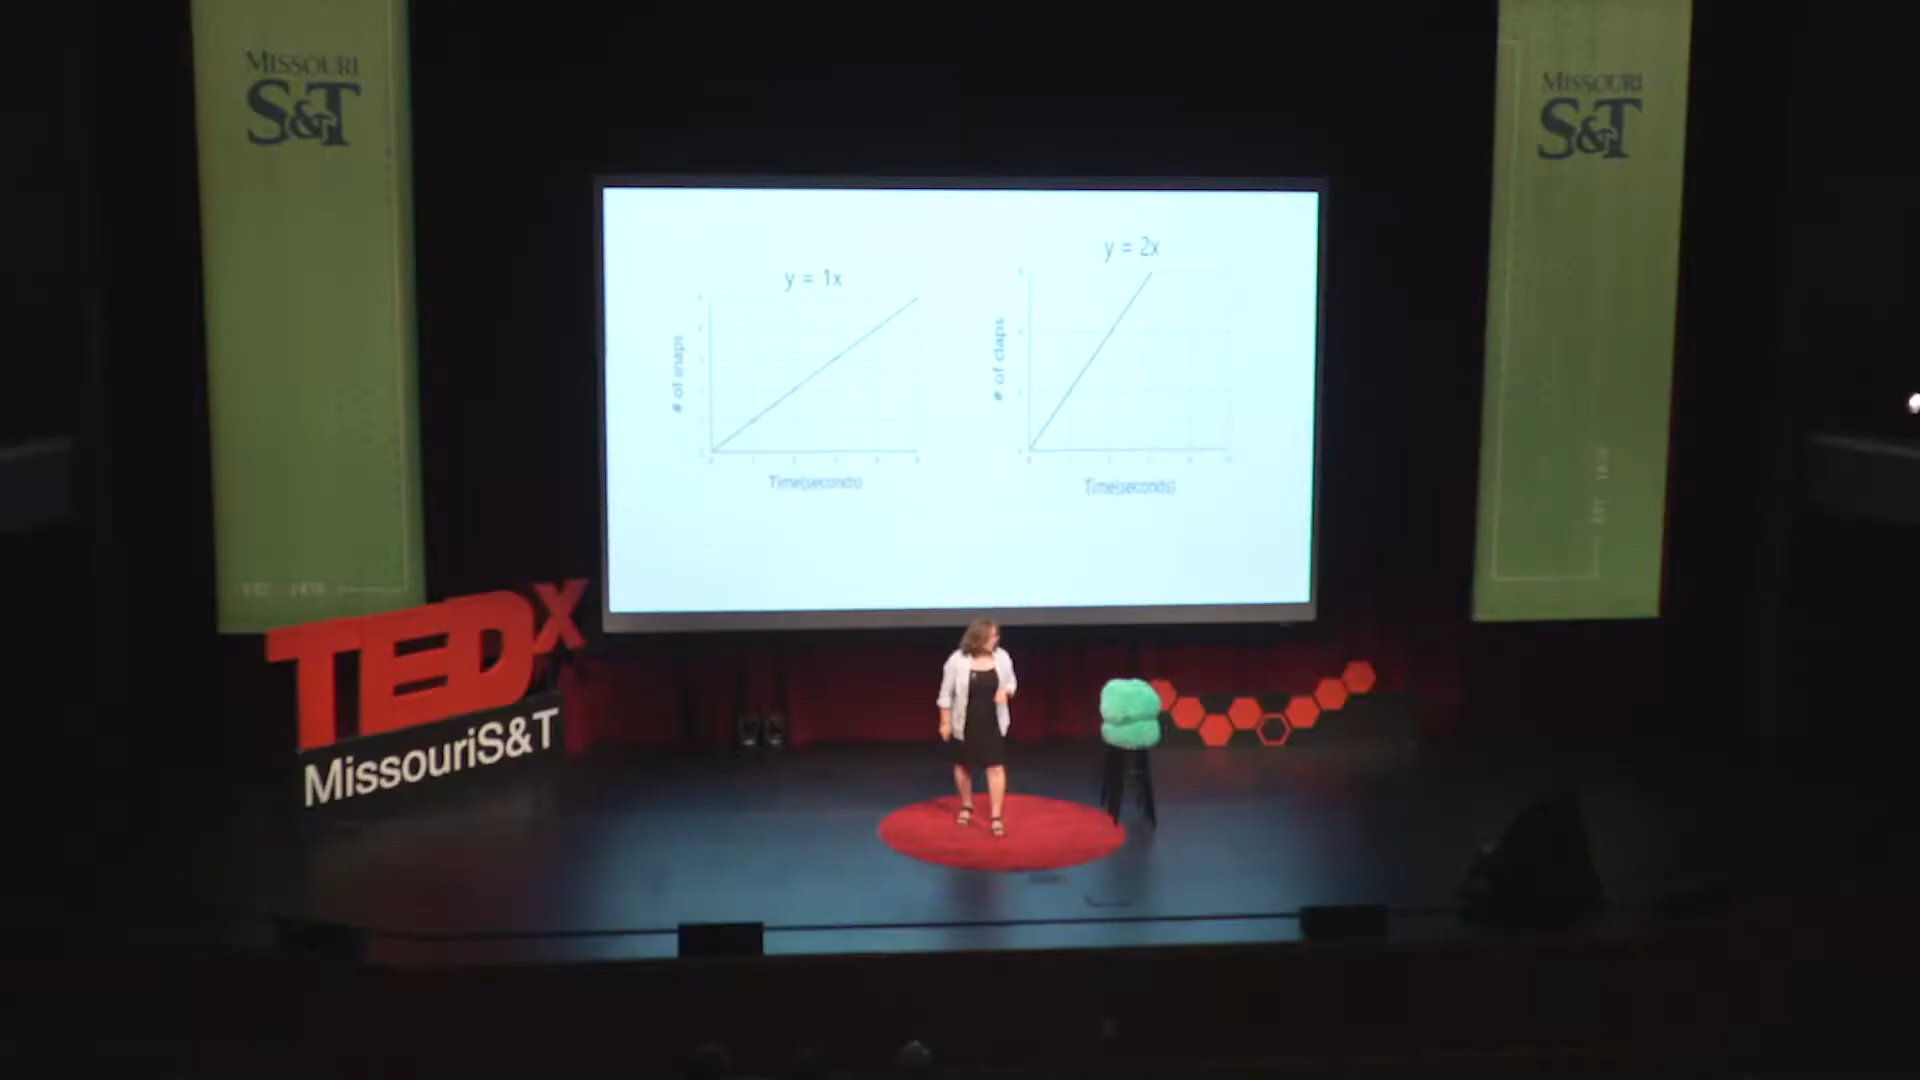 MISSOURI
S&T
MISSOURI
S&T
y = 1x
# of snaps
Time(seconds)
y = 2x
# of claps
Time(seconds)
TEDx
MissouriS&T